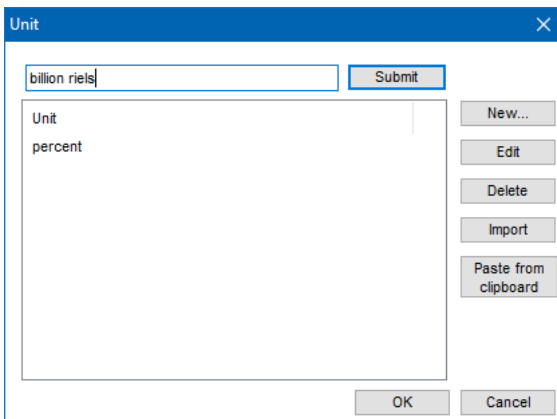 Unit
billion riels
Submit
Unit
percent
New...
Edit
Delete
Import
Paste from
clipboard
OK
Cancel